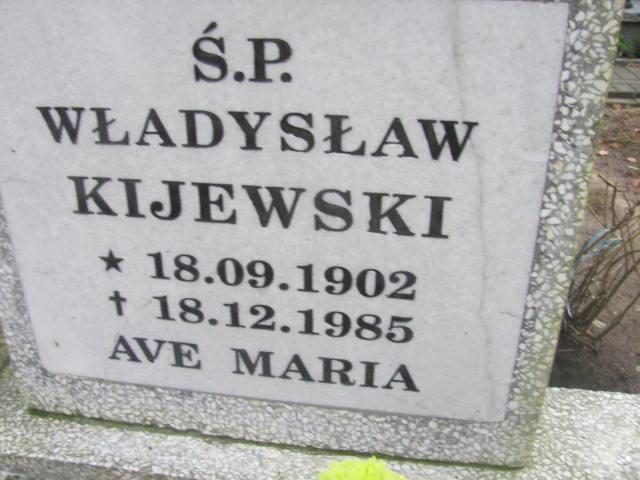 Ś.P.
WŁADYSŁAW
KIJEWSKI
★ 18.09.1902
† 18.12.1985
AVE MARIA